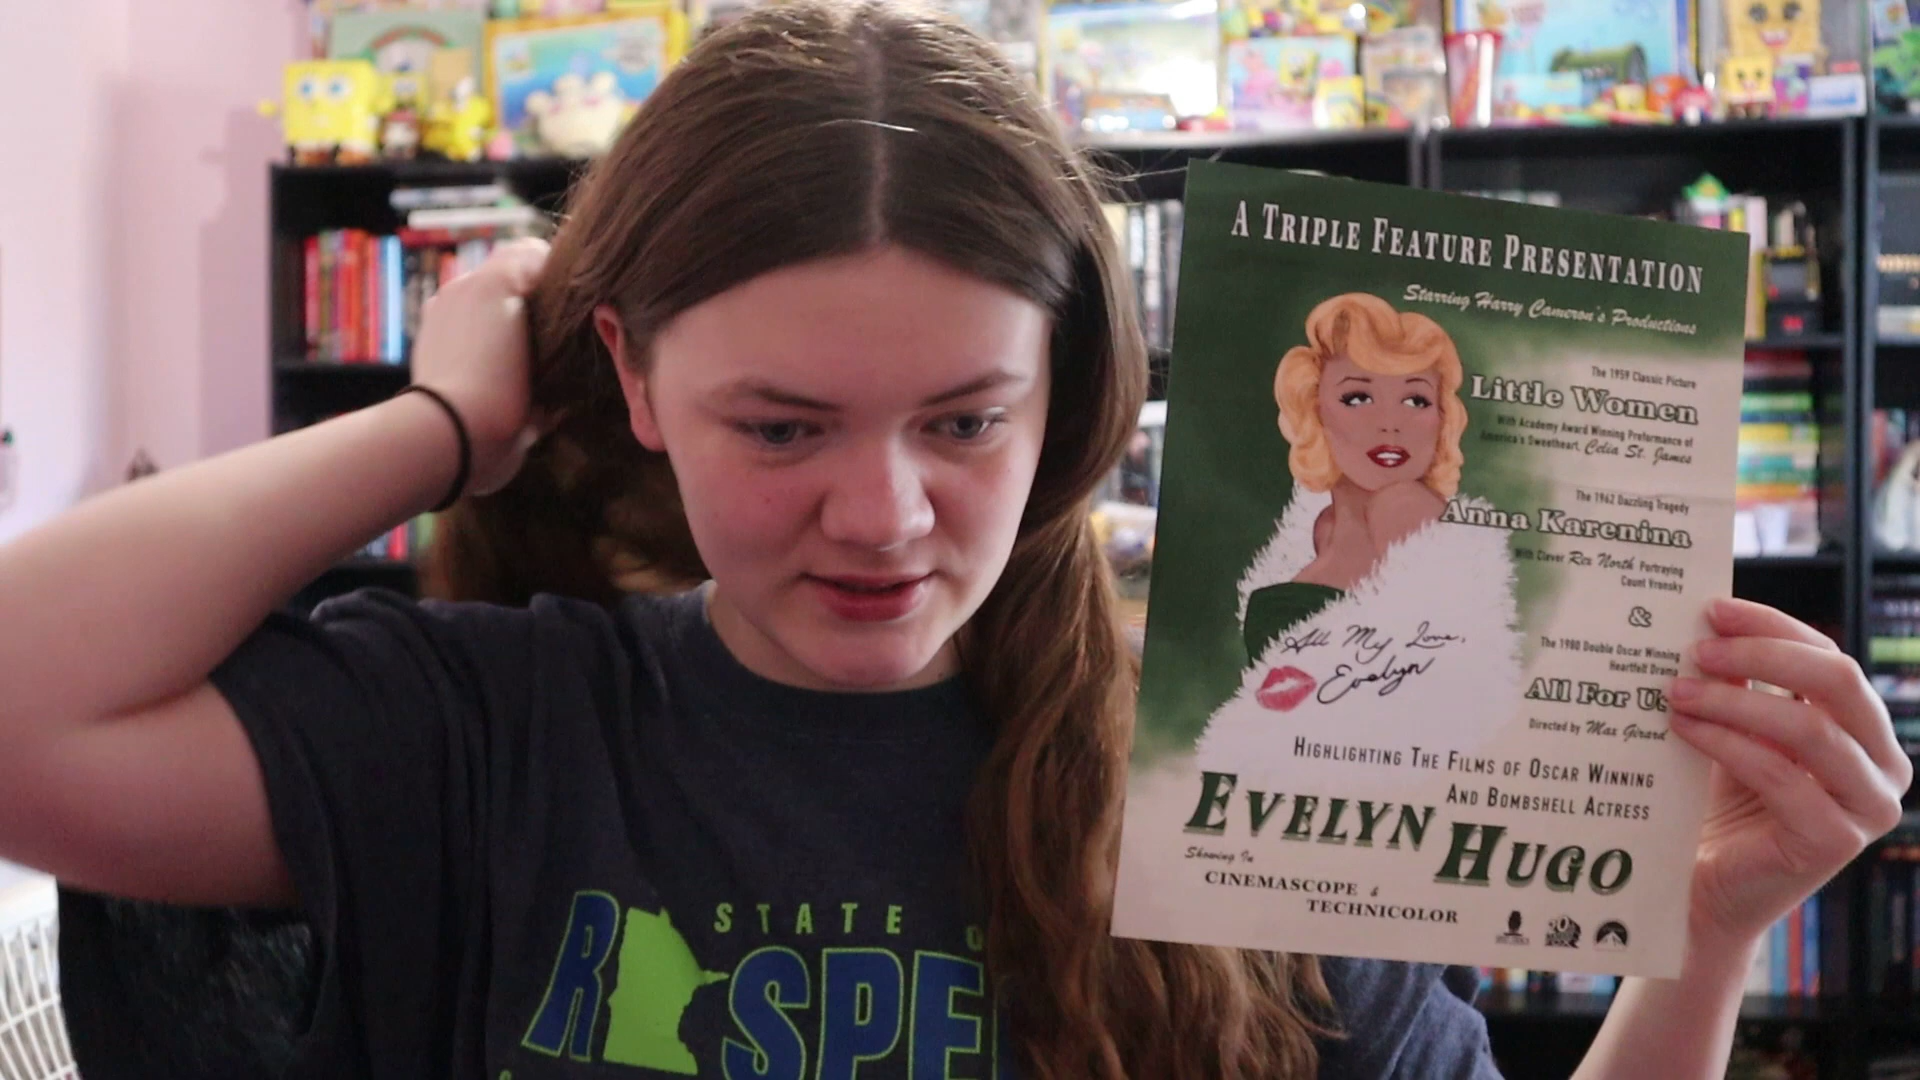 A TRIPLE FEATURE PRESENTATION
Starring Harry Cameron's Productions
The 1959 Classic Picture
Little Women
With Academy Award Winning Preformance of
America's Sweetheart, Celia St. James
The 1962 Dazzling Tragedy
Anna Karenina
With Clever Rex North Portraying
Count Vronsky
&
The 1980 Double Oscar Winning
Heartfelt Drama
All For Us
Directed by Max Girard
All My Love,
Evelyn
HIGHLIGHTING THE FILMS OF OSCAR WINNING
AND BOMBSHELL ACTRESS
EVELYN HUGO
Showing In
CINEMASCOPE &
TECHNICOLOR
STATE O
R SPE